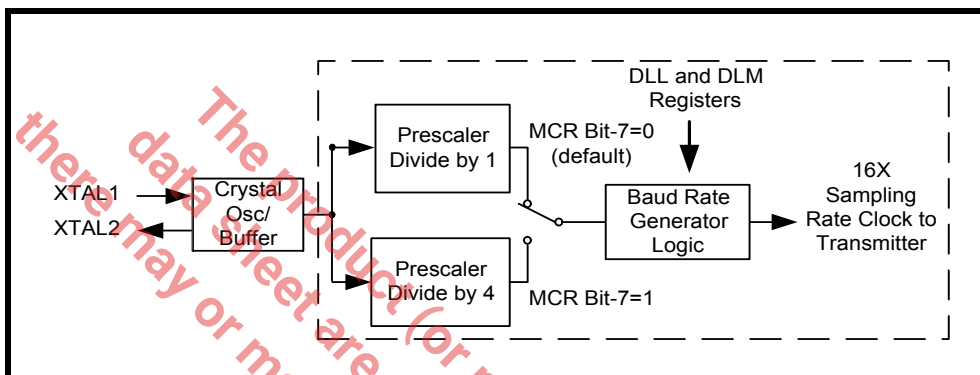 DLL and DLM
Registers
Prescaler
Divide by 1
MCR Bit-7=0
(default)
16X
Sampling
Rate Clock to
Transmitter
XTAL1
XTAL2
Crystal
Osc/
Buffer
Baud Rate
Generator
Logic
Prescaler
Divide by 4
MCR Bit-7=1
The product (or
data sheet are
there may or